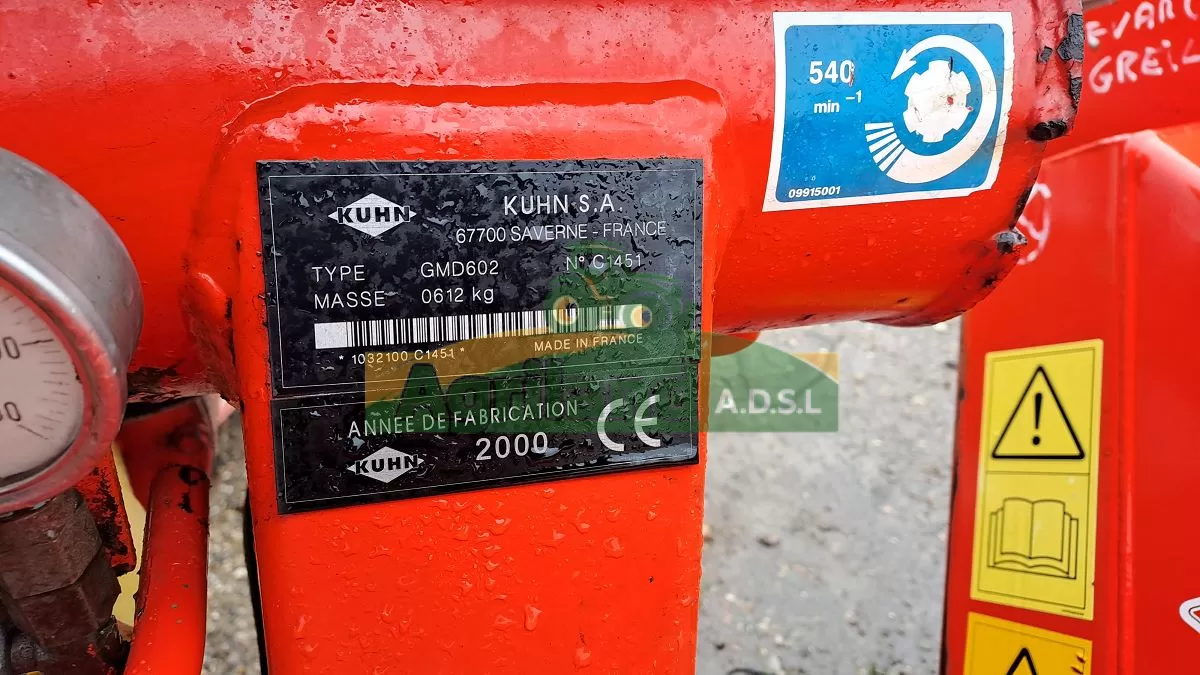 540
min -1
09915001
KUHN
KUHN S.A.
67700 SAVERNE - FRANCE
TYPE GMD602 N° C1451
MASSE 0612 kg
* 1032100 C1451 *
MADE IN FRANCE
A.D.S.L
ANNEE DE FABRICATION
2000
CE
KUHN